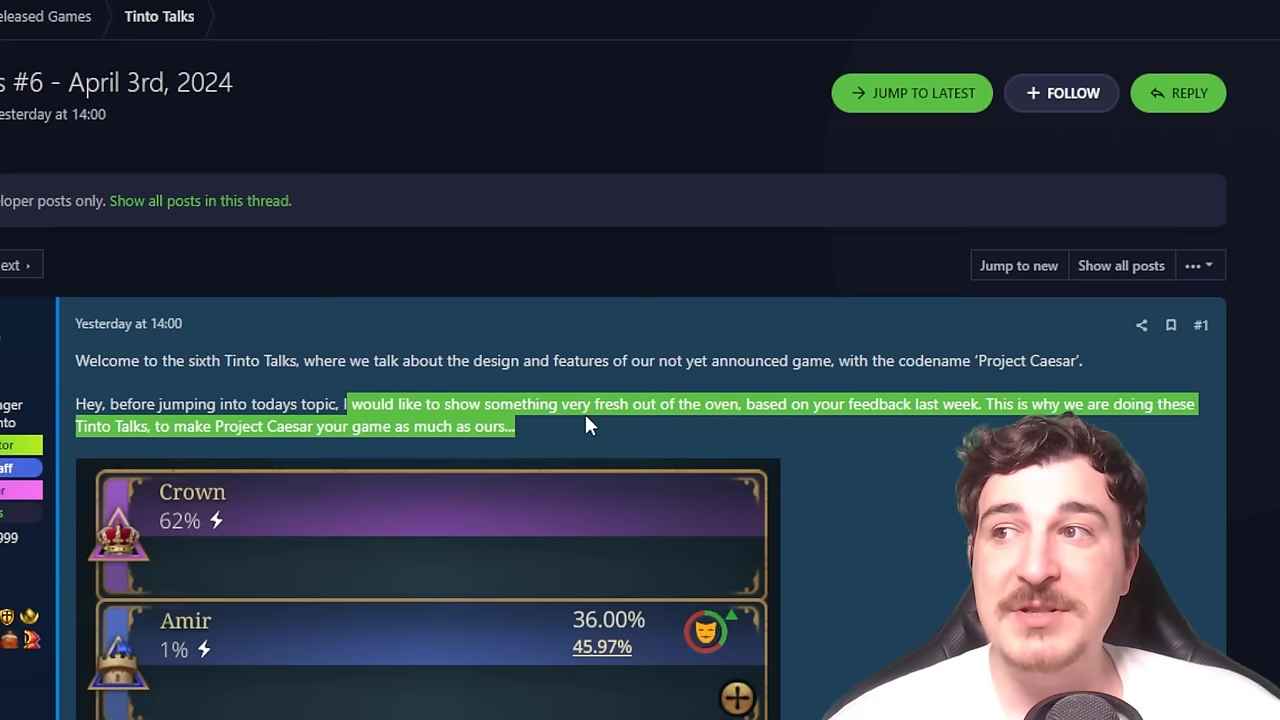 eleased Games
Tinto Talks
s #6 - April 3rd, 2024
esterday at 14:00
JUMP TO LATEST
+ FOLLOW
REPLY
loper posts only. Show all posts in this thread.
ext
Jump to new
Show all posts
Yesterday at 14:00
#1
Welcome to the sixth Tinto Talks, where we talk about the design and features of our not yet announced game, with the codename ‘Project Caesar’.
Hey, before jumping into todays topic, I would like to show something very fresh out of the oven, based on your feedback last week. This is why we are doing these
Tinto Talks, to make Project Caesar your game as much as ours...
ager
nto
tor
aff
r
s
999
Crown
62%
Amir
1%
36.00%
45.97%